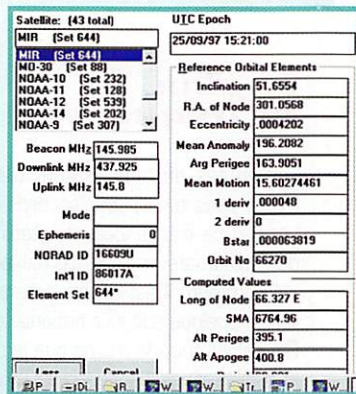 Satellite: (43 total)
MIR (Set 644)
MIR (Set 644)
MO-30 (Set 88)
NOAA-10 (Set 232)
NOAA-11 (Set 128)
NOAA-12 (Set 539)
NOAA-14 (Set 202)
NOAA-9 (Set 307)
Beacon MHz 145.985
Downlink MHz 437.925
Uplink MHz 145.8
Mode
Ephemeris 0
NORAD ID 16609U
Int'l ID 86017A
Element Set 644*
Less Cancel
UTC Epoch
25/09/97 15:21:00
Reference Orbital Elements
Inclination 51.6554
R.A. of Node 301.0568
Eccentricity .0004202
Mean Anomaly 196.2082
Arg Perigee 163.9051
Mean Motion 15.60274461
1 deriv .000048
2 deriv 0
Bstar .000063819
Orbit No 66270
Computed Values
Long of Node 66.327 E
SMA 6764.96
Alt Perigee 395.1
Alt Apogee 400.8
P... Di R... W... W... Tr P... W...